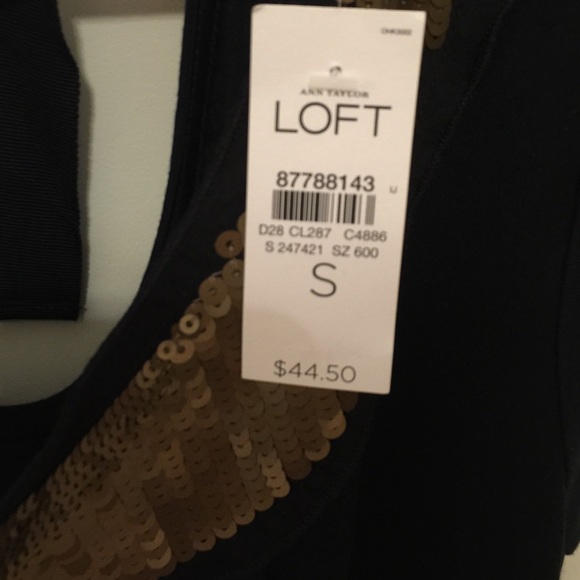 ANN TAYLOR
LOFT
87788143
D28 CL287 C4886
S 247421 SZ 600
S
$44.50